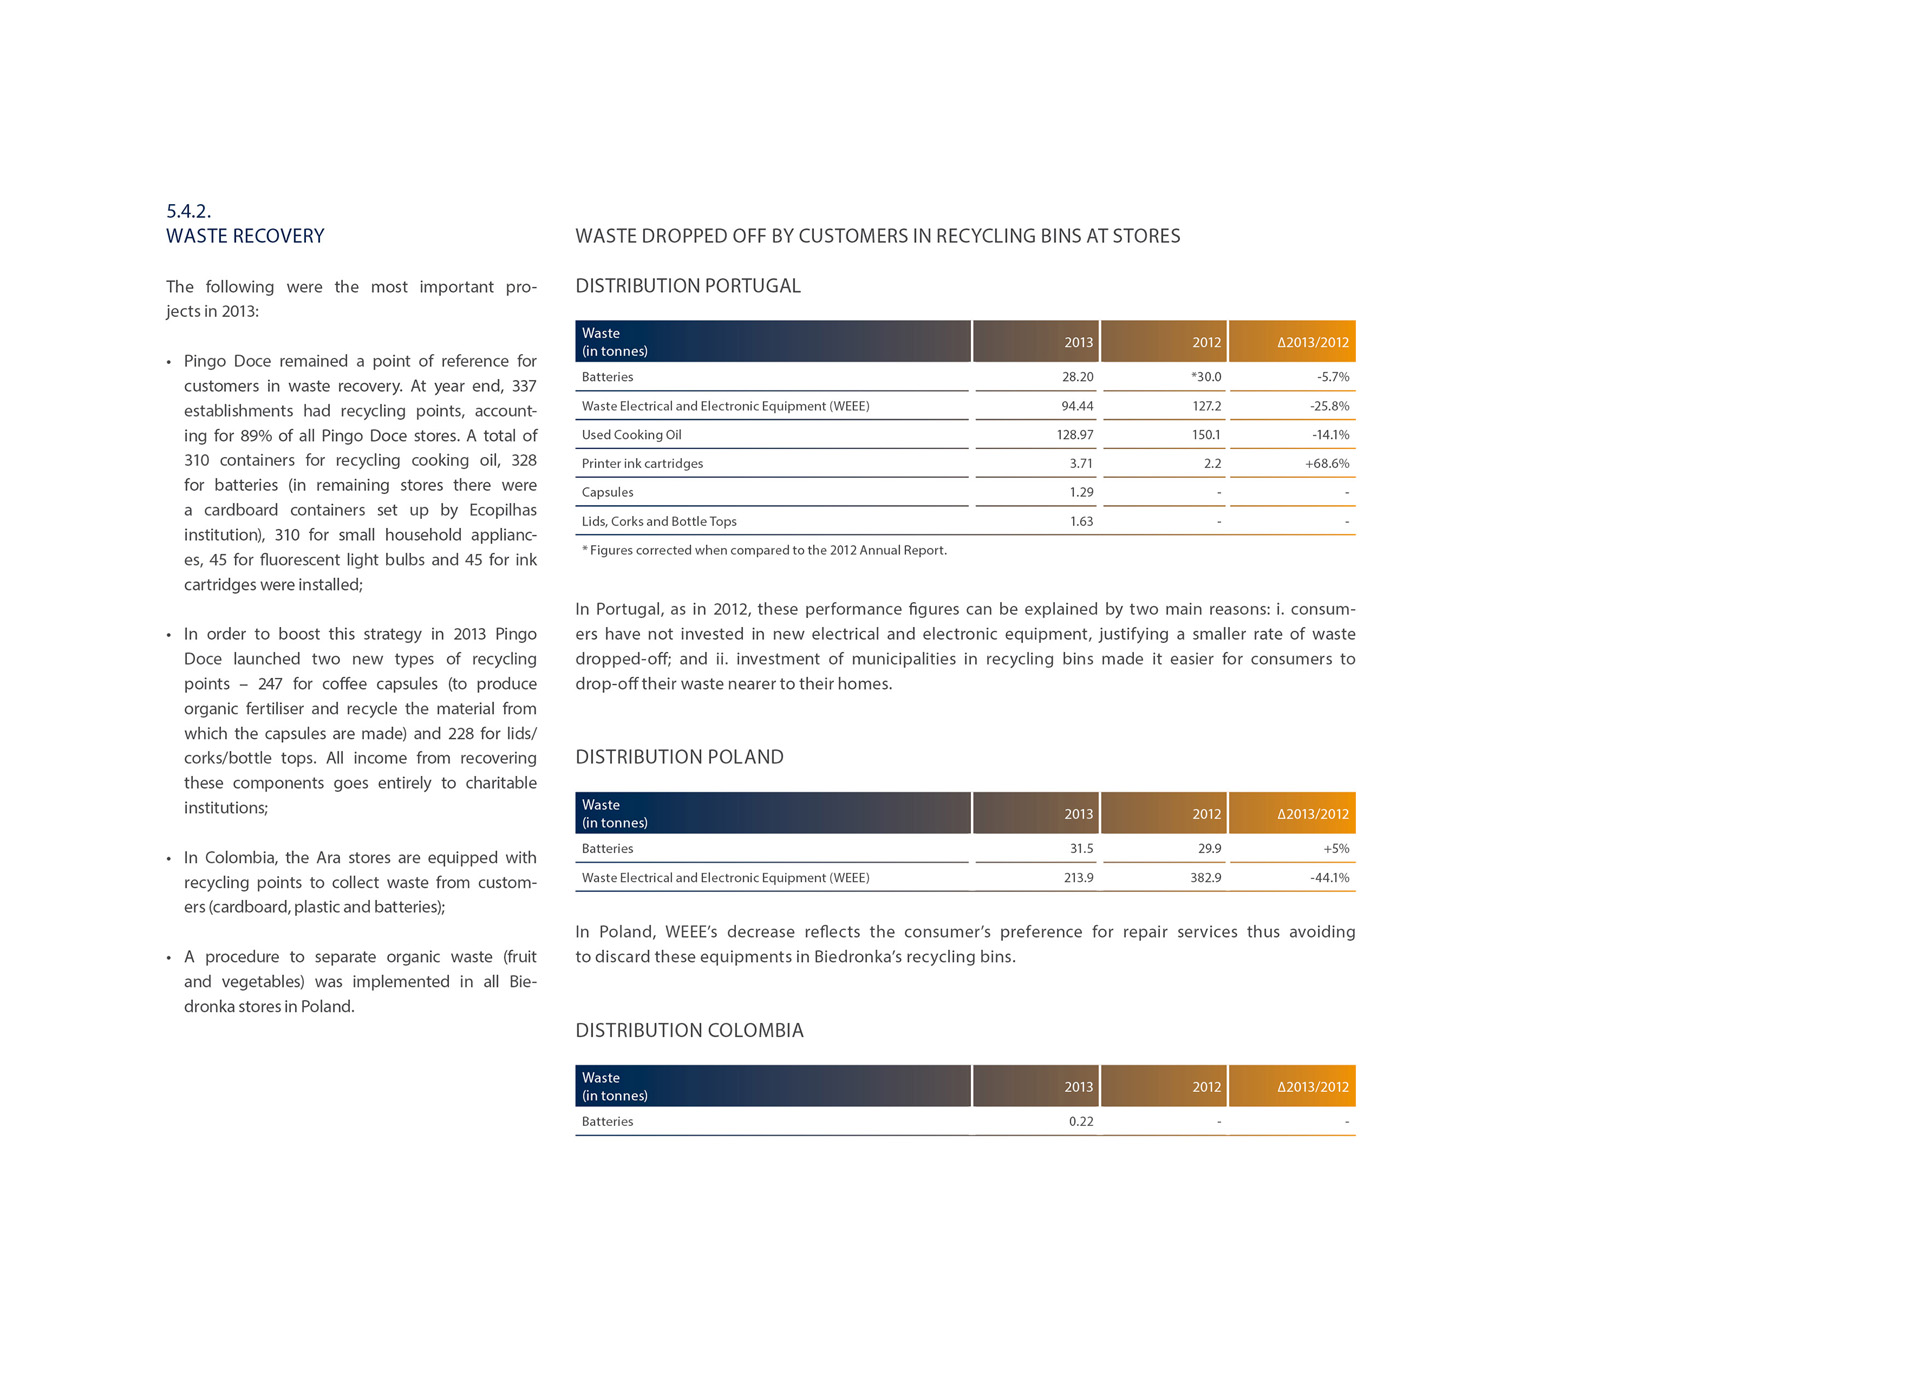 5.4.2.
WASTE RECOVERY
The following were the most important pro-
jects in 2013:
• Pingo Doce remained a point of reference for
customers in waste recovery. At year end, 337
establishments had recycling points, account-
ing for 89% of all Pingo Doce stores. A total of
310 containers for recycling cooking oil, 328
for batteries (in remaining stores there were
a cardboard containers set up by Ecopilhas
institution), 310 for small household applianc-
es, 45 for fluorescent light bulbs and 45 for ink
cartridges were installed;
• In order to boost this strategy in 2013 Pingo
Doce launched two new types of recycling
points – 247 for coffee capsules (to produce
organic fertiliser and recycle the material from
which the capsules are made) and 228 for lids/
corks/bottle tops. All income from recovering
these components goes entirely to charitable
institutions;
• In Colombia, the Ara stores are equipped with
recycling points to collect waste from custom-
ers (cardboard, plastic and batteries);
• A procedure to separate organic waste (fruit
and vegetables) was implemented in all Bie-
dronka stores in Poland.
WASTE DROPPED OFF BY CUSTOMERS IN RECYCLING BINS AT STORES
DISTRIBUTION PORTUGAL
Waste
(in tonnes) 2013 2012 Δ2013/2012
Batteries 28.20 *30.0 -5.7%
Waste Electrical and Electronic Equipment (WEEE) 94.44 127.2 -25.8%
Used Cooking Oil 128.97 150.1 -14.1%
Printer ink cartridges 3.71 2.2 +68.6%
Capsules 1.29 - -
Lids, Corks and Bottle Tops 1.63 - -
* Figures corrected when compared to the 2012 Annual Report.
In Portugal, as in 2012, these performance figures can be explained by two main reasons: i. consum-
ers have not invested in new electrical and electronic equipment, justifying a smaller rate of waste
dropped-off; and ii. investment of municipalities in recycling bins made it easier for consumers to
drop-off their waste nearer to their homes.
DISTRIBUTION POLAND
Waste
(in tonnes) 2013 2012 Δ2013/2012
Batteries 31.5 29.9 +5%
Waste Electrical and Electronic Equipment (WEEE) 213.9 382.9 -44.1%
In Poland, WEEE’s decrease reflects the consumer’s preference for repair services thus avoiding
to discard these equipments in Biedronka’s recycling bins.
DISTRIBUTION COLOMBIA
Waste
(in tonnes) 2013 2012 Δ2013/2012
Batteries 0.22 - -